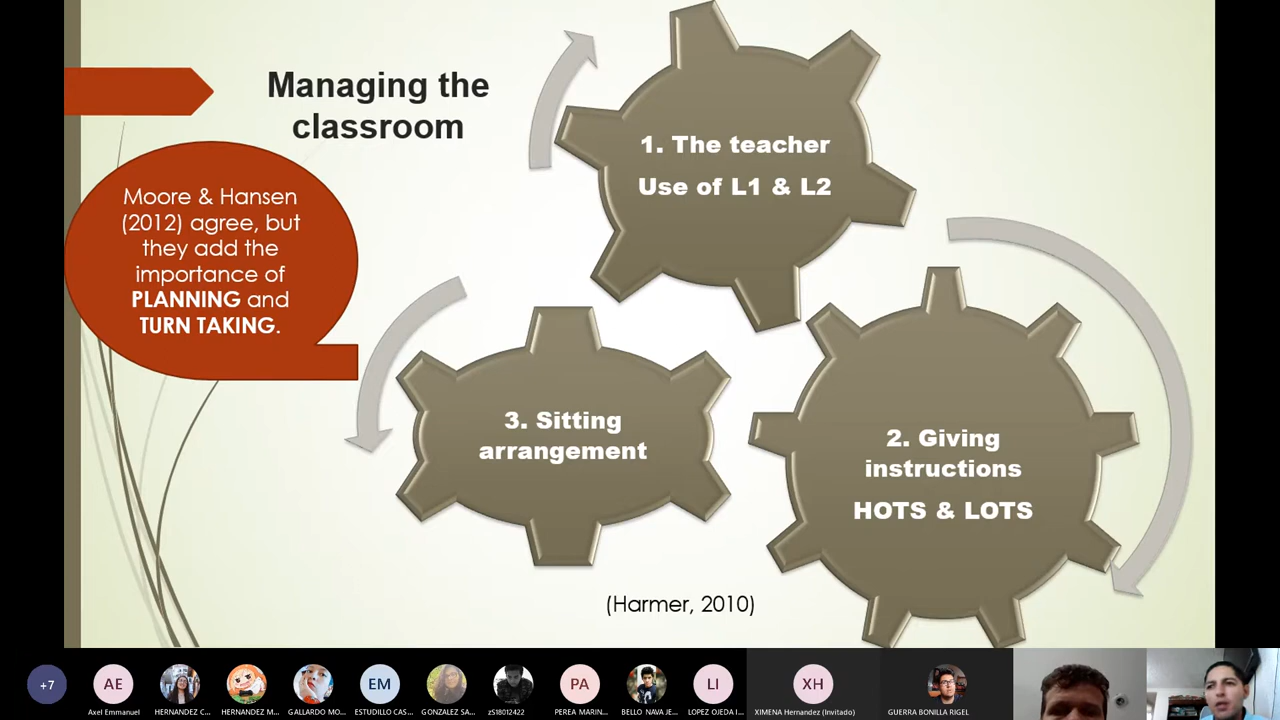 Managing the
classroom
Moore & Hansen
(2012) agree, but
they add the
importance of
PLANNING and
TURN TAKING.
1. The teacher
Use of L1 & L2
2. Giving
instructions
HOTS & LOTS
3. Sitting
arrangement
(Harmer, 2010)
+7
AE
EM
PA
LI
XH
Axel Emmanuel
HERNANDEZ C...
HERNANDEZ M...
GALLARDO MO...
ESTUDILLO CAS...
GONZALEZ SA...
zS18012422
PEREA MARIN...
BELLO NAVA JE...
LOPEZ OJEDA I...
XIMENA Hernandez (Invitado)
GUERRA BONILLA RIGEL